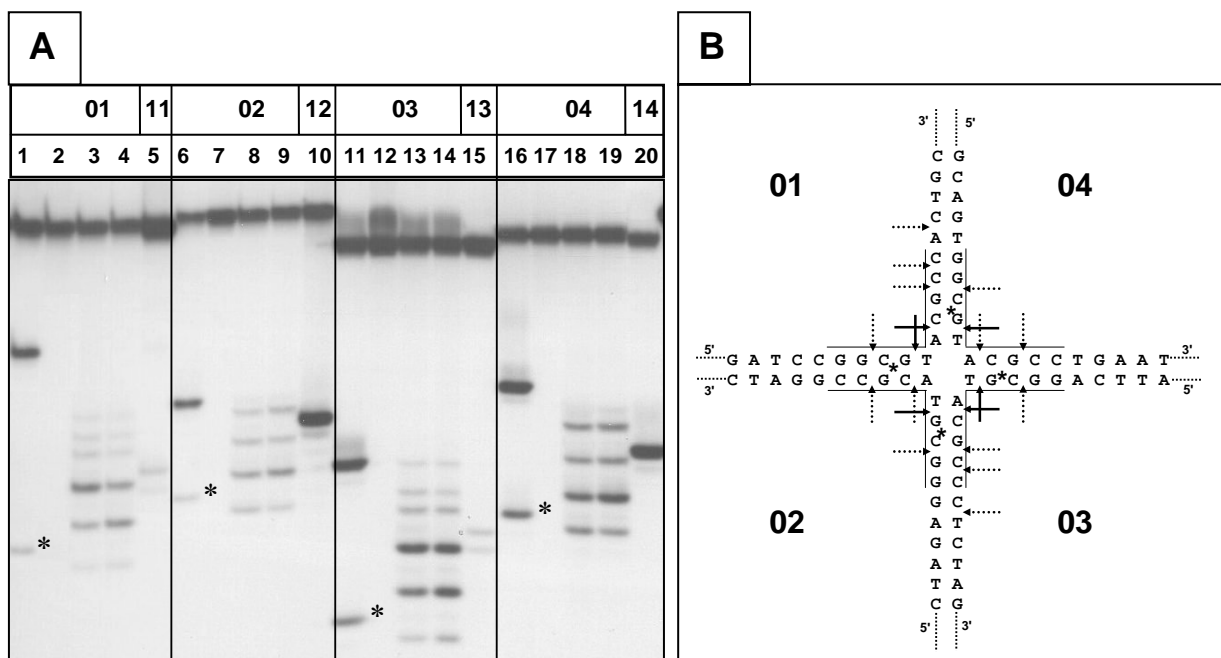 A
01 11 02 12 03 13 04 14
1 2 3 4 5 6 7 8 9 10 11 12 13 14 15 16 17 18 19 20
*
*
*
*
B
3' 5'
C G
G C
T A
C G
A T
C G
C G
G C
*
C G
A T
01
04
5' G A T C C G G C G T A C G C C T G A A T 3'
* *
3' C T A G G C C G C A T G C G G A C T T A 5'
T A
G C
*
C G
G C
G C
G C
A T
G C
A T
T A
C G
5' 3'
02
03